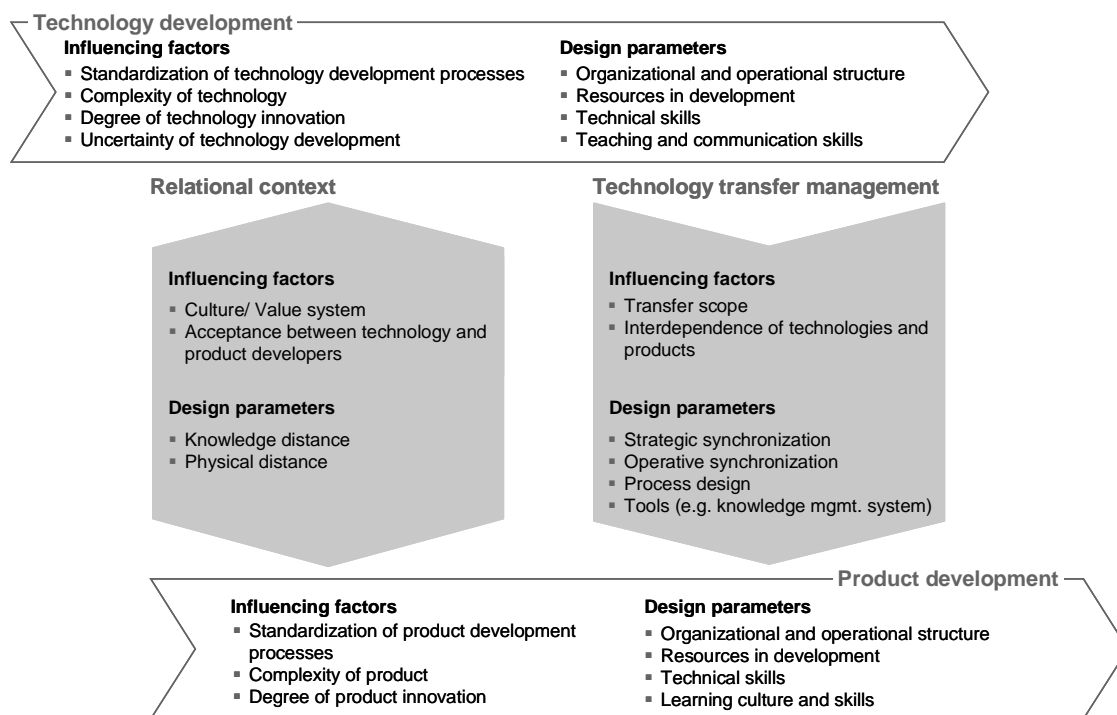 Technology development
Influencing factors
▪ Standardization of technology development processes
▪ Complexity of technology
▪ Degree of technology innovation
▪ Uncertainty of technology development
Design parameters
▪ Organizational and operational structure
▪ Resources in development
▪ Technical skills
▪ Teaching and communication skills
Relational context
Influencing factors
▪ Culture/ Value system
▪ Acceptance between technology and
product developers
Design parameters
▪ Knowledge distance
▪ Physical distance
Technology transfer management
Influencing factors
▪ Transfer scope
▪ Interdependence of technologies and
products
Design parameters
▪ Strategic synchronization
▪ Operative synchronization
▪ Process design
▪ Tools (e.g. knowledge mgmt. system)
Product development
Influencing factors
▪ Standardization of product development
processes
▪ Complexity of product
▪ Degree of product innovation
Design parameters
▪ Organizational and operational structure
▪ Resources in development
▪ Technical skills
▪ Learning culture and skills